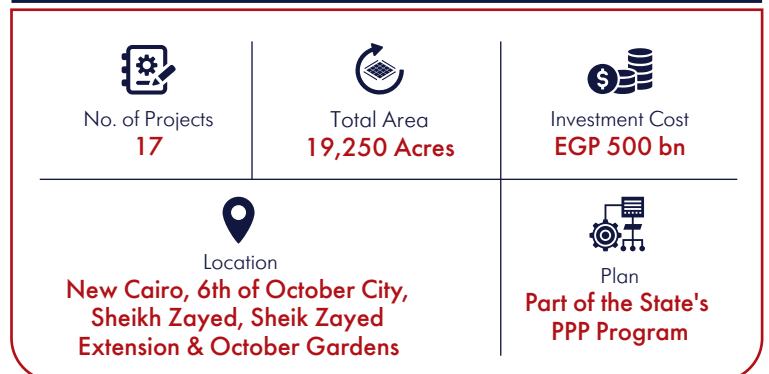 No. of Projects
17
Total Area
19,250 Acres
$
Investment Cost
EGP 500 bn
Location
New Cairo, 6th of October City,
Sheikh Zayed, Sheik Zayed
Extension & October Gardens
Plan
Part of the State's
PPP Program